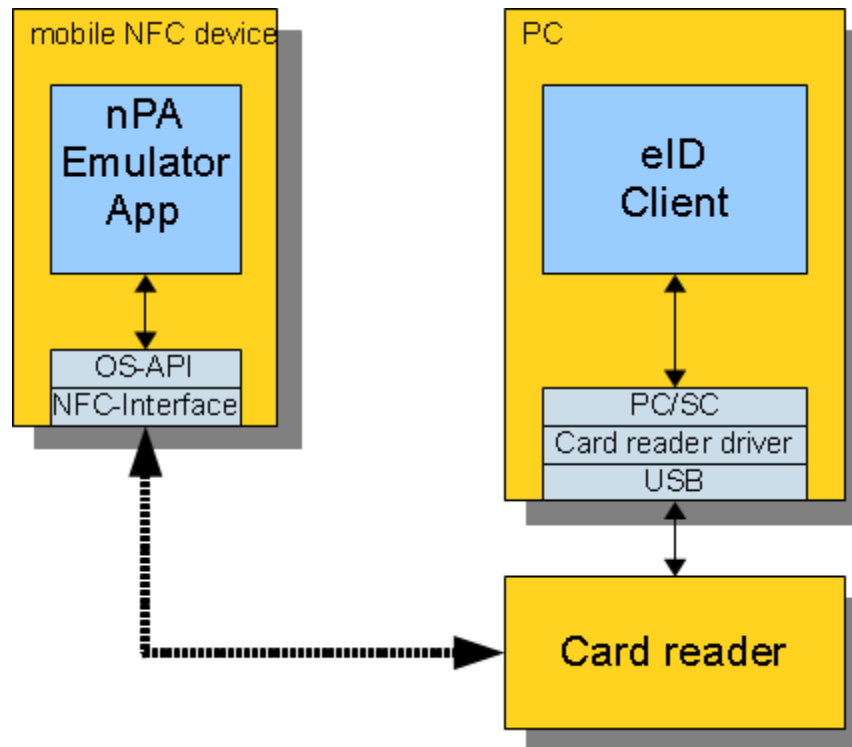 mobile NFC device
nPA
Emulator
App
OS-API
NFC-Interface
PC
eID
Client
PC/SC
Card reader driver
USB
Card reader